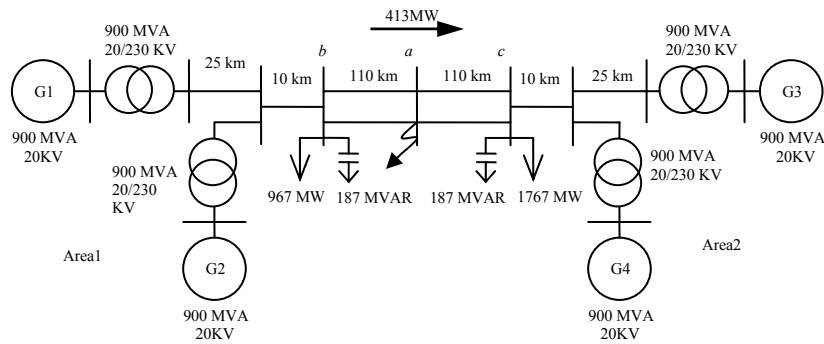 413MW
900 MVA
20/230 KV
25 km
10 km
b
110 km
a
110 km
c
10 km
25 km
900 MVA
20/230 KV
G1
G3
900 MVA
20KV
900 MVA
20KV
900 MVA
20/230
KV
967 MW
187 MVAR
187 MVAR
1767 MW
900 MVA
20/230 KV
Area1
G2
G4
Area2
900 MVA
20KV
900 MVA
20KV